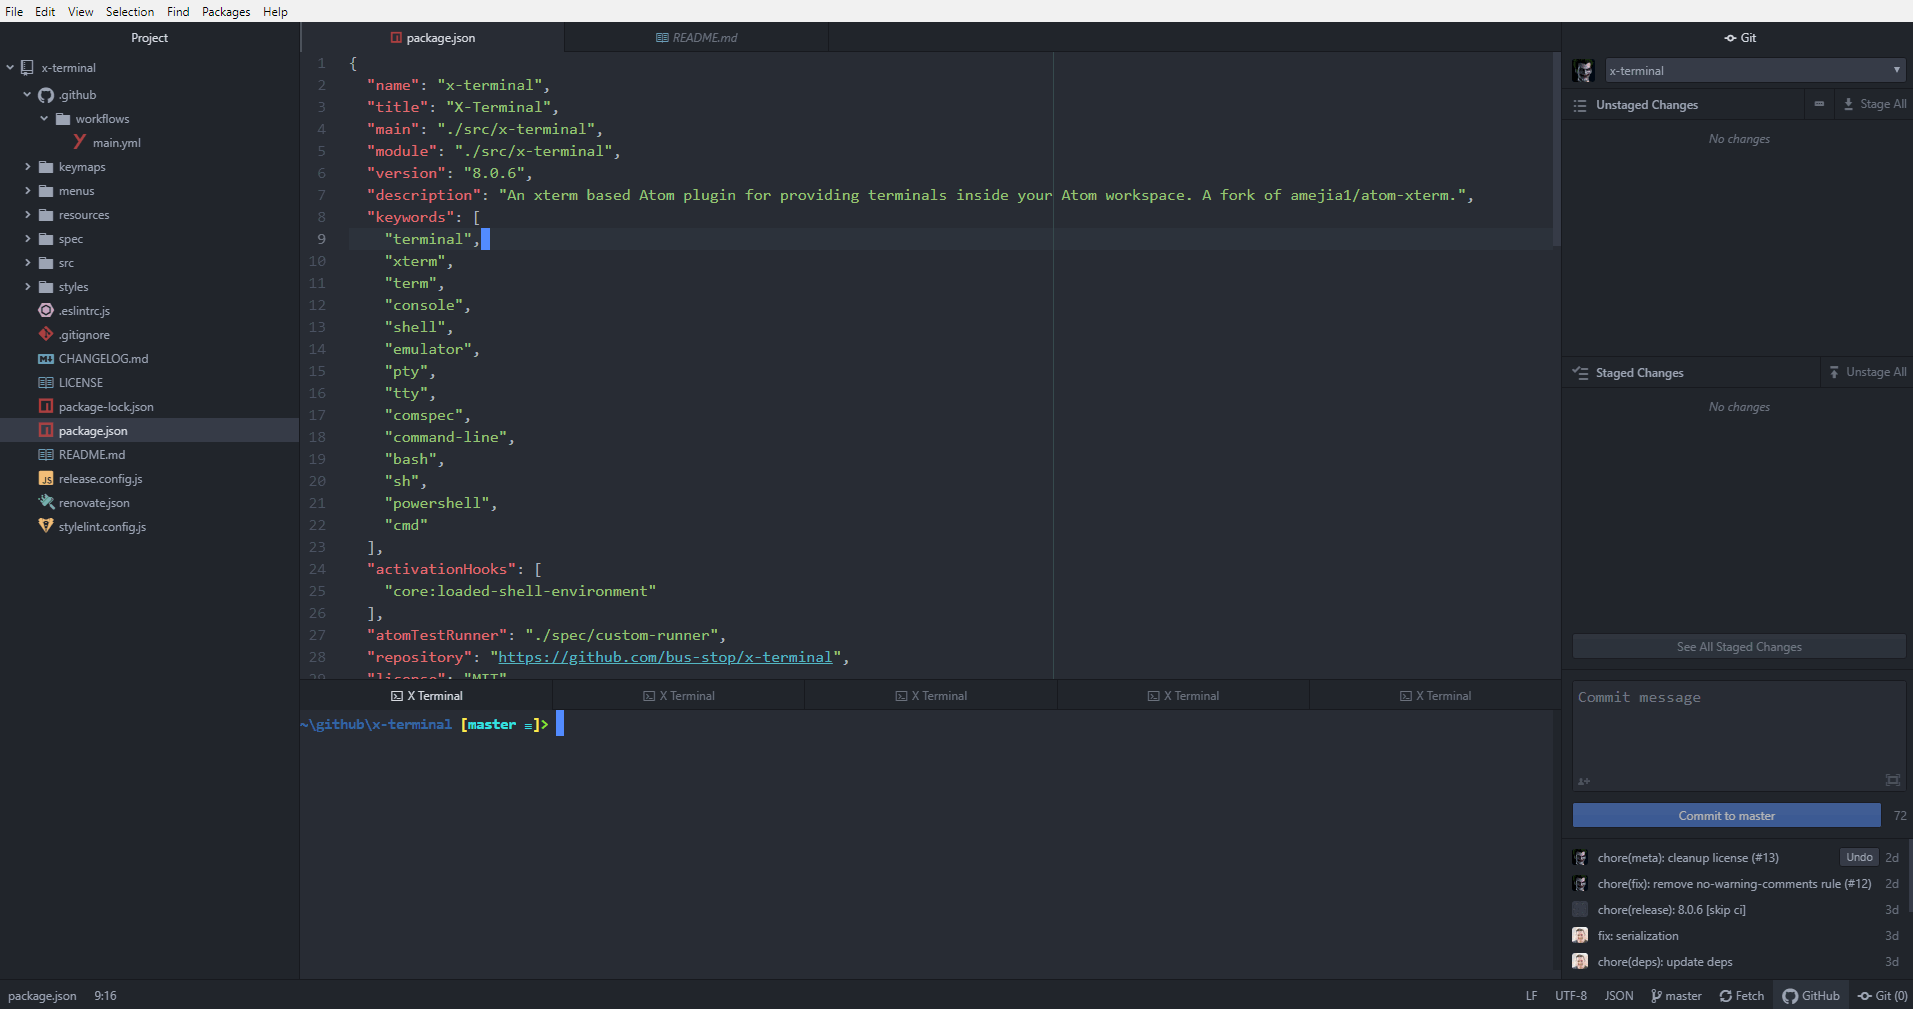 File Edit View Selection Find Packages Help
Project
x-terminal
.github
workflows
main.yml
keymaps
menus
resources
spec
src
styles
.eslintrc.js
.gitignore
CHANGELOG.md
LICENSE
package-lock.json
package.json
README.md
release.config.js
renovate.json
stylelint.config.js
package.json README.md
1 {
2 "name": "x-terminal",
3 "title": "X-Terminal",
4 "main": "./src/x-terminal",
5 "module": "./src/x-terminal",
6 "version": "8.0.6",
7 "description": "An xterm based Atom plugin for providing terminals inside your Atom workspace. A fork of amejia1/atom-xterm.",
8 "keywords": [
9 "terminal",
10 "xterm",
11 "term",
12 "console",
13 "shell",
14 "emulator",
15 "pty",
16 "tty",
17 "comspec",
18 "command-line",
19 "bash",
20 "sh",
21 "powershell",
22 "cmd"
23 ],
24 "activationHooks": [
25 "core:loaded-shell-environment"
26 ],
27 "atomTestRunner": "./spec/custom-runner",
28 "repository": "https://github.com/bus-stop/x-terminal",
29 "license": "MIT"
X Terminal X Terminal X Terminal X Terminal X Terminal
~\github\x-terminal [master ≡]>
Git
x-terminal
Unstaged Changes Stage All
No changes
Staged Changes Unstage All
No changes
See All Staged Changes
Commit message
Commit to master 72
chore(meta): cleanup license (#13) Undo 2d
chore(fix): remove no-warning-comments rule (#12) 2d
chore(release): 8.0.6 [skip ci] 3d
fix: serialization 3d
chore(deps): update deps 3d
package.json 9:16 LF UTF-8 JSON master Fetch GitHub Git (0)